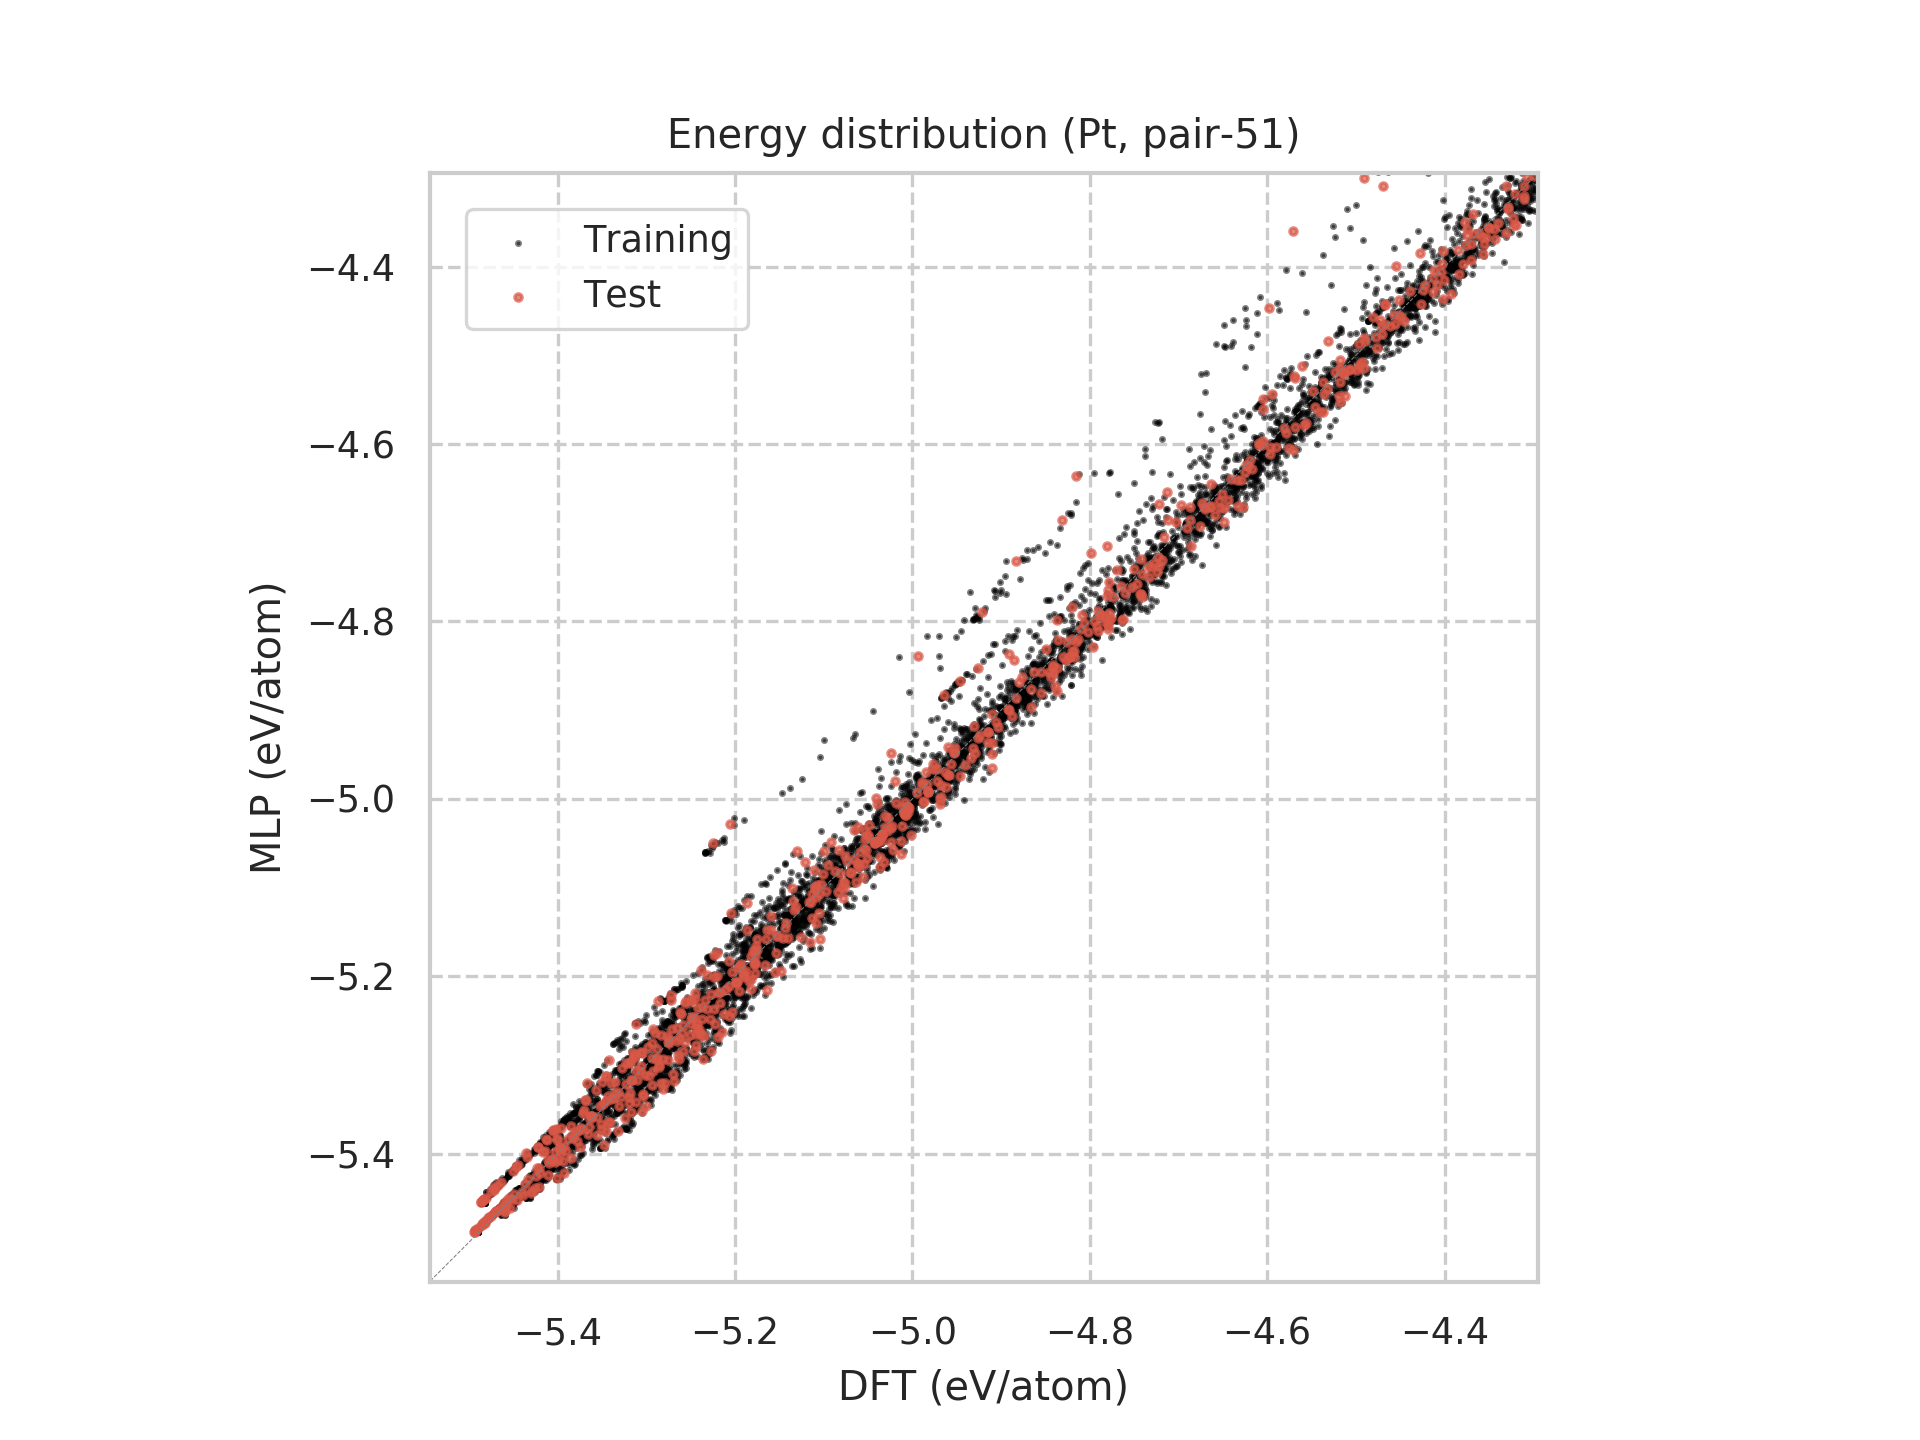 Energy distribution (Pt, pair-51)
Training
Test
−4.4
−4.6
−4.8
−5.0
−5.2
−5.4
MLP (eV/atom)
−5.4 −5.2 −5.0 −4.8 −4.6 −4.4
DFT (eV/atom)